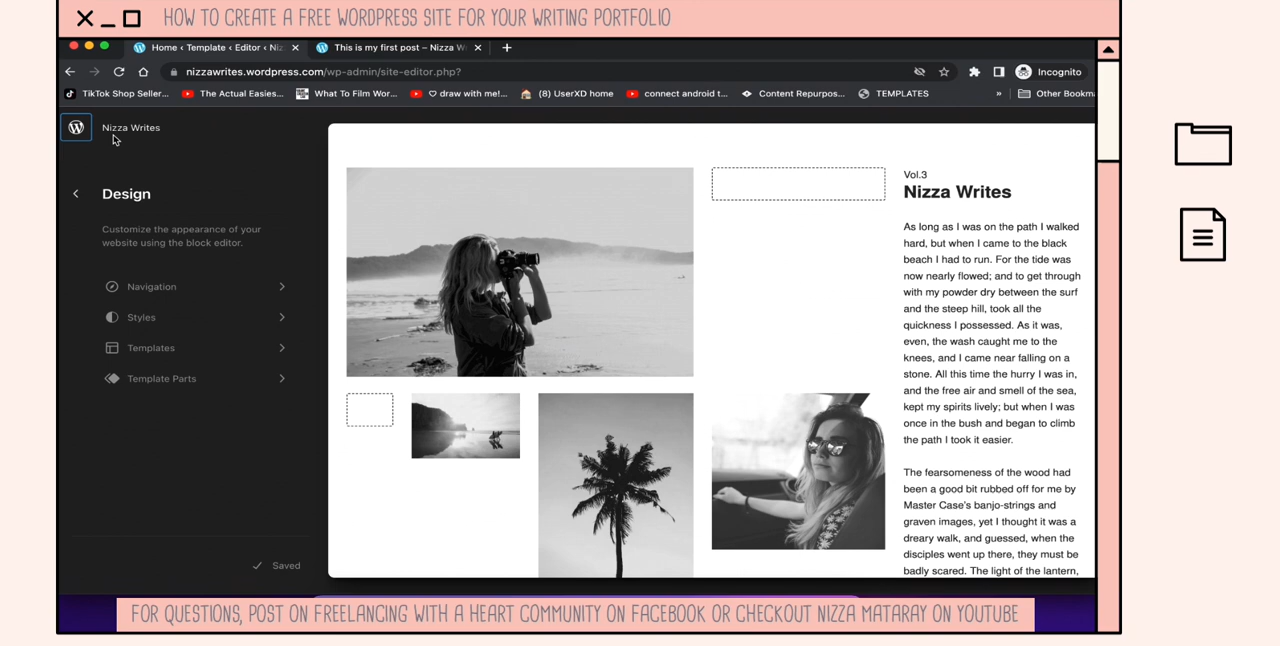 HOW TO CREATE A FREE WORDPRESS SITE FOR YOUR WRITING PORTFOLIO
Home ‹ Template ‹ Editor ‹ Niz
This is my first post – Nizza W
nizzawrites.wordpress.com/wp-admin/site-editor.php?
Incognito
TikTok Shop Seller...
The Actual Easies...
What To Film Wor...
draw with me!...
(8) UserXD home
connect android t...
Content Repurpos...
TEMPLATES
»
Other Bookma
Nizza Writes
Design
Customize the appearance of your
website using the block editor.
Navigation
Styles
Templates
Template Parts
Saved
Vol.3
Nizza Writes
As long as I was on the path I walked
hard, but when I came to the black
beach I had to run. For the tide was
now nearly flowed; and to get through
with my powder dry between the surf
and the steep hill, took all the
quickness I possessed. As it was,
even, the wash caught me to the
knees, and I came near falling on a
stone. All this time the hurry I was in,
and the free air and smell of the sea,
kept my spirits lively; but when I was
once in the bush and began to climb
the path I took it easier.
The fearsomeness of the wood had
been a good bit rubbed off for me by
Master Case's banjo-strings and
graven images, yet I thought it was a
dreary walk, and guessed, when the
disciples went up there, they must be
badly scared. The light of the lantern,
FOR QUESTIONS, POST ON FREELANCING WITH A HEART COMMUNITY ON FACEBOOK OR CHECKOUT NIZZA MATARAY ON YOUTUBE